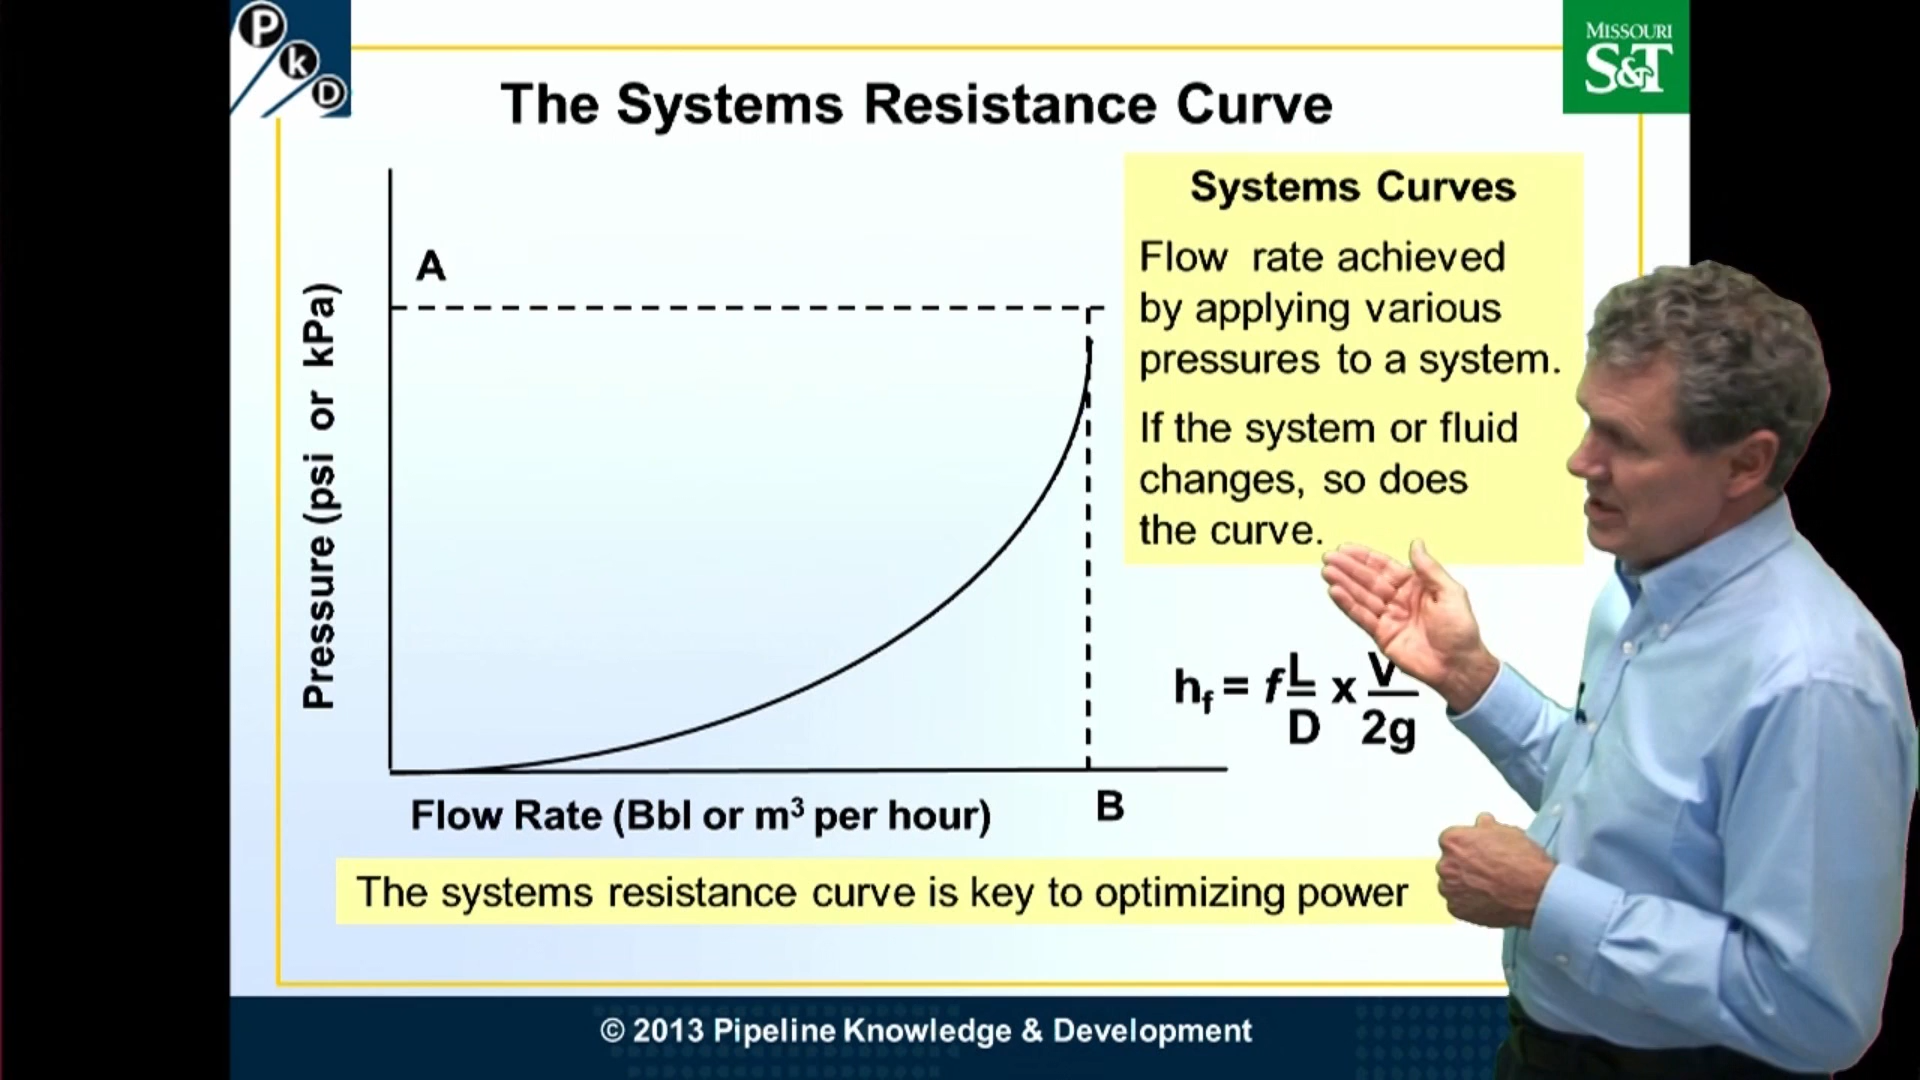 P
k
D
MISSOURI
S&T
The Systems Resistance Curve
Systems Curves
Flow rate achieved
by applying various
pressures to a system.
If the system or fluid
changes, so does
the curve.
A
Pressure (psi or kPa)
hf = f L/D x V/2g
Flow Rate (Bbl or m³ per hour)
B
The systems resistance curve is key to optimizing power
© 2013 Pipeline Knowledge & Development